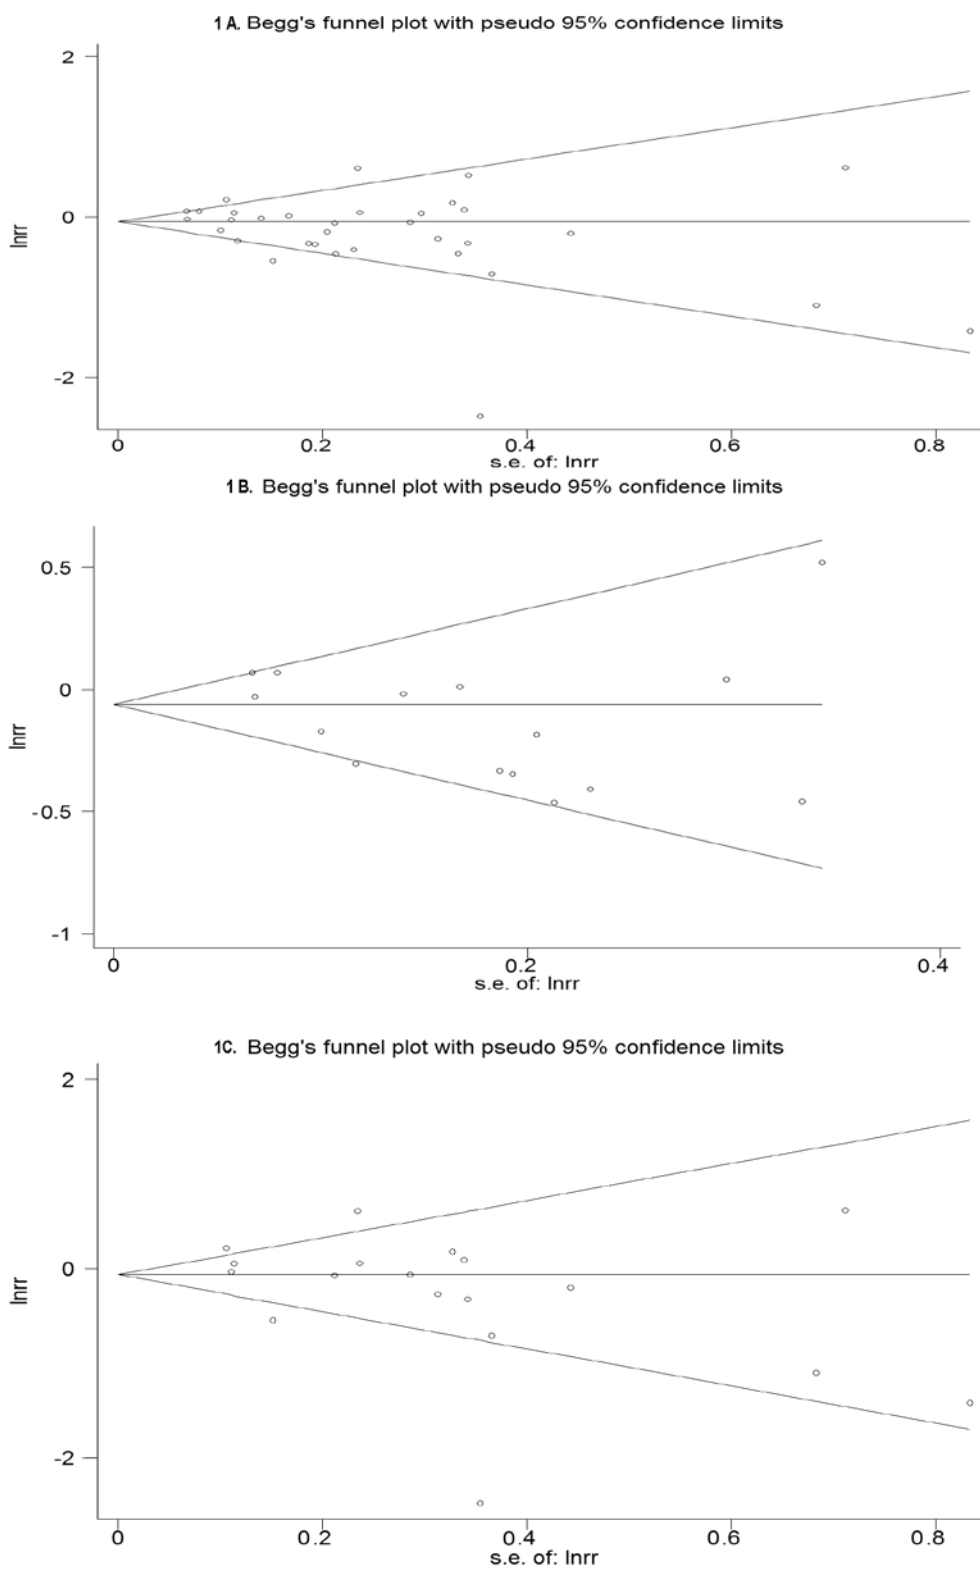 1A. Begg's funnel plot with pseudo 95% confidence limits
2
0
-2
lnrr
0 0.2 0.4 0.6 0.8
s.e. of: lnrr
1B. Begg's funnel plot with pseudo 95% confidence limits
0.5
0
-0.5
-1
lnrr
0 0.2 0.4
s.e. of: lnrr
1C. Begg's funnel plot with pseudo 95% confidence limits
2
0
-2
lnrr
0 0.2 0.4 0.6 0.8
s.e. of: lnrr